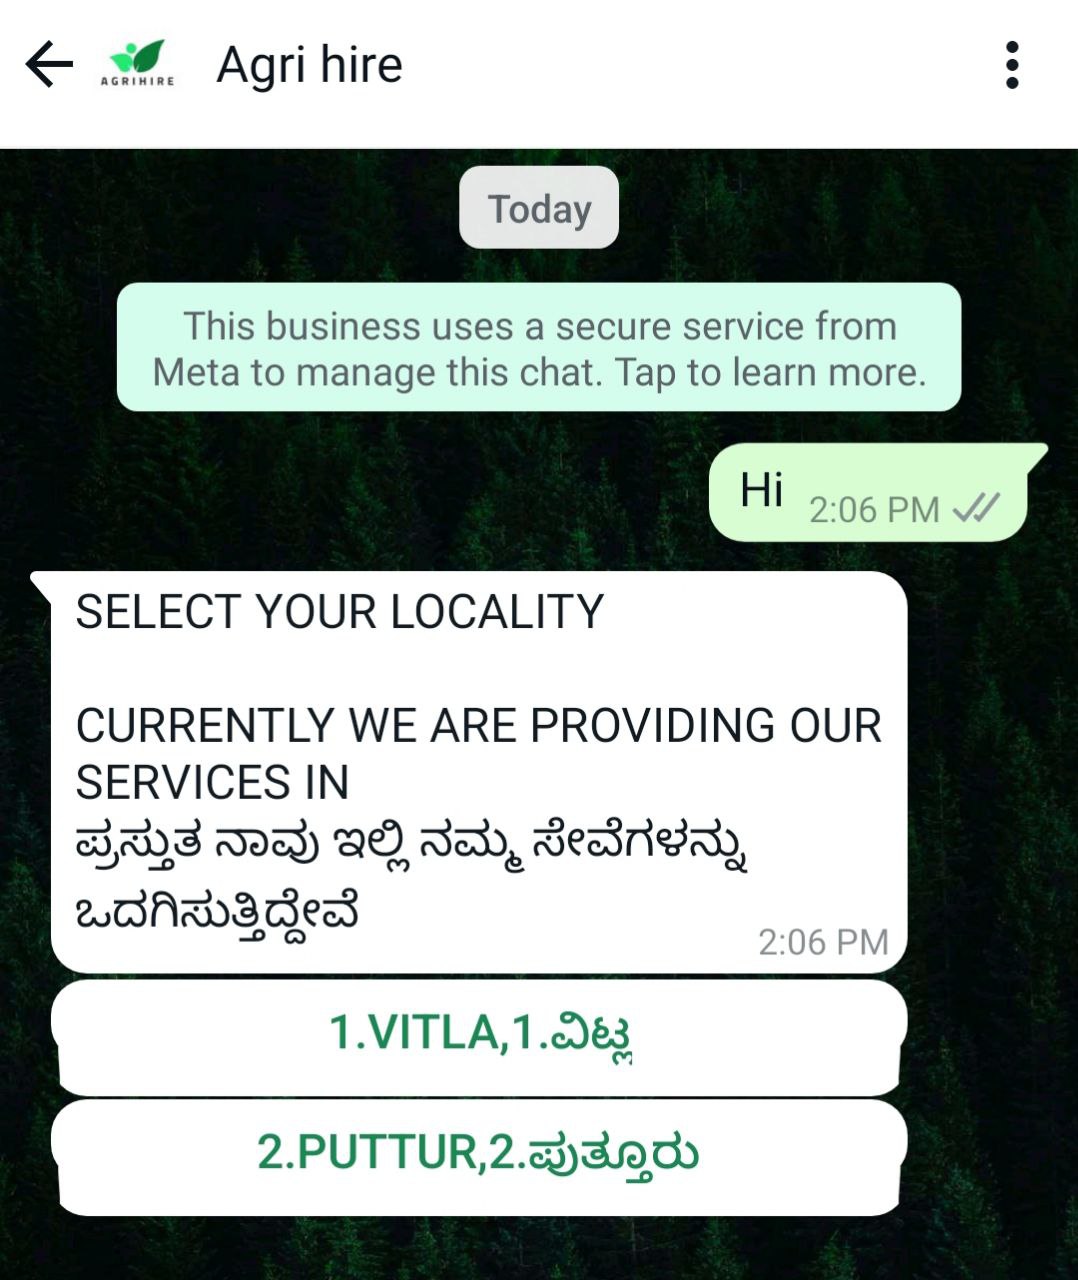 AGRIHIRE
Agri hire
Today
This business uses a secure service from
Meta to manage this chat. Tap to learn more.
Hi 2:06 PM
SELECT YOUR LOCALITY
CURRENTLY WE ARE PROVIDING OUR
SERVICES IN
ಪ್ರಸ್ತುತ ನಾವು ಇಲ್ಲಿ ನಮ್ಮ ಸೇವೆಗಳನ್ನು
ಒದಗಿಸುತ್ತಿದ್ದೇವೆ
2:06 PM
1.VITLA,1.ವಿಟ್ಲ
2.PUTTUR,2.ಪುತ್ತೂರು